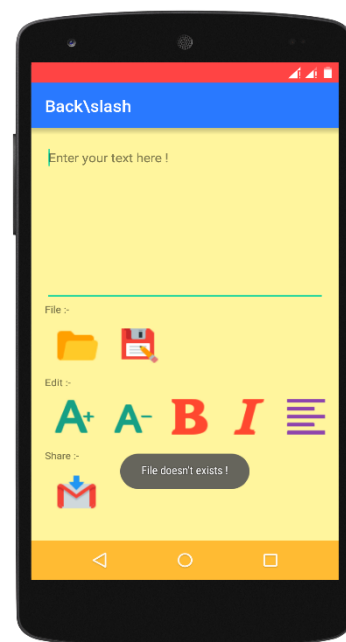 Back\slash
Enter your text here !
File :-
Edit :-
A+ A- B I
Share :-
File doesn't exists !